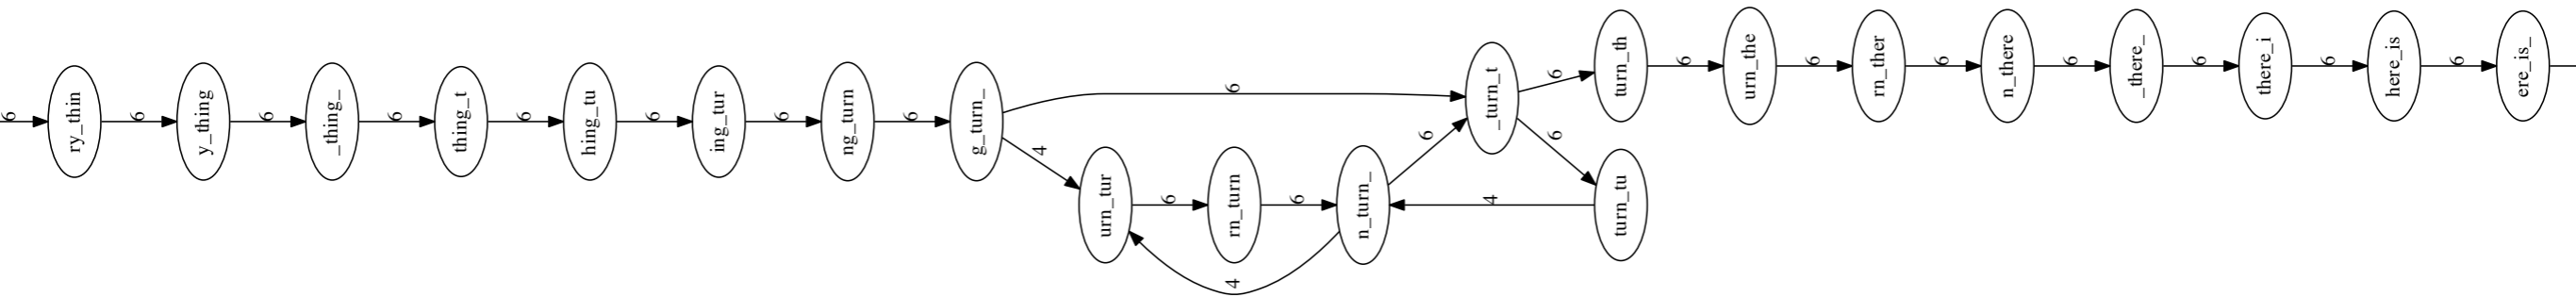 6
ry_thin
6
y_thing
6
_thing_
6
thing_t
6
hing_tu
6
ing_tur
6
ng_turn
6
g_turn_
6
4
urn_tur
6
rn_turn
6
n_turn_
6
4
_turn_t
6
6
turn_th
turn_tu
4
6
urn_the
6
rn_ther
6
n_there
6
_there_
6
there_i
6
here_is
6
ere_is_